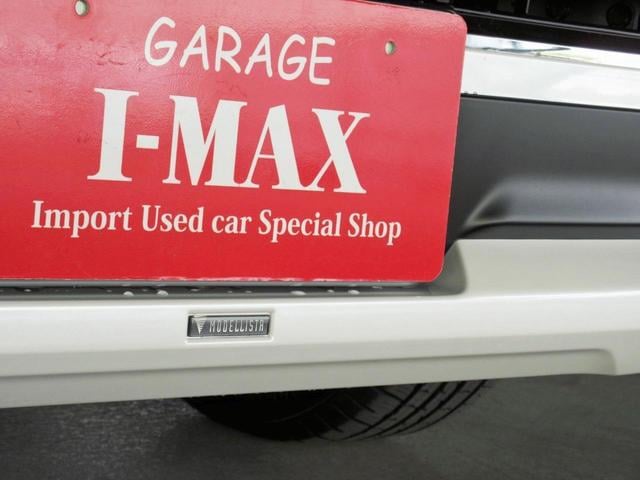 GARAGE
I-MAX
Import Used car Special Shop
MODELLISTA